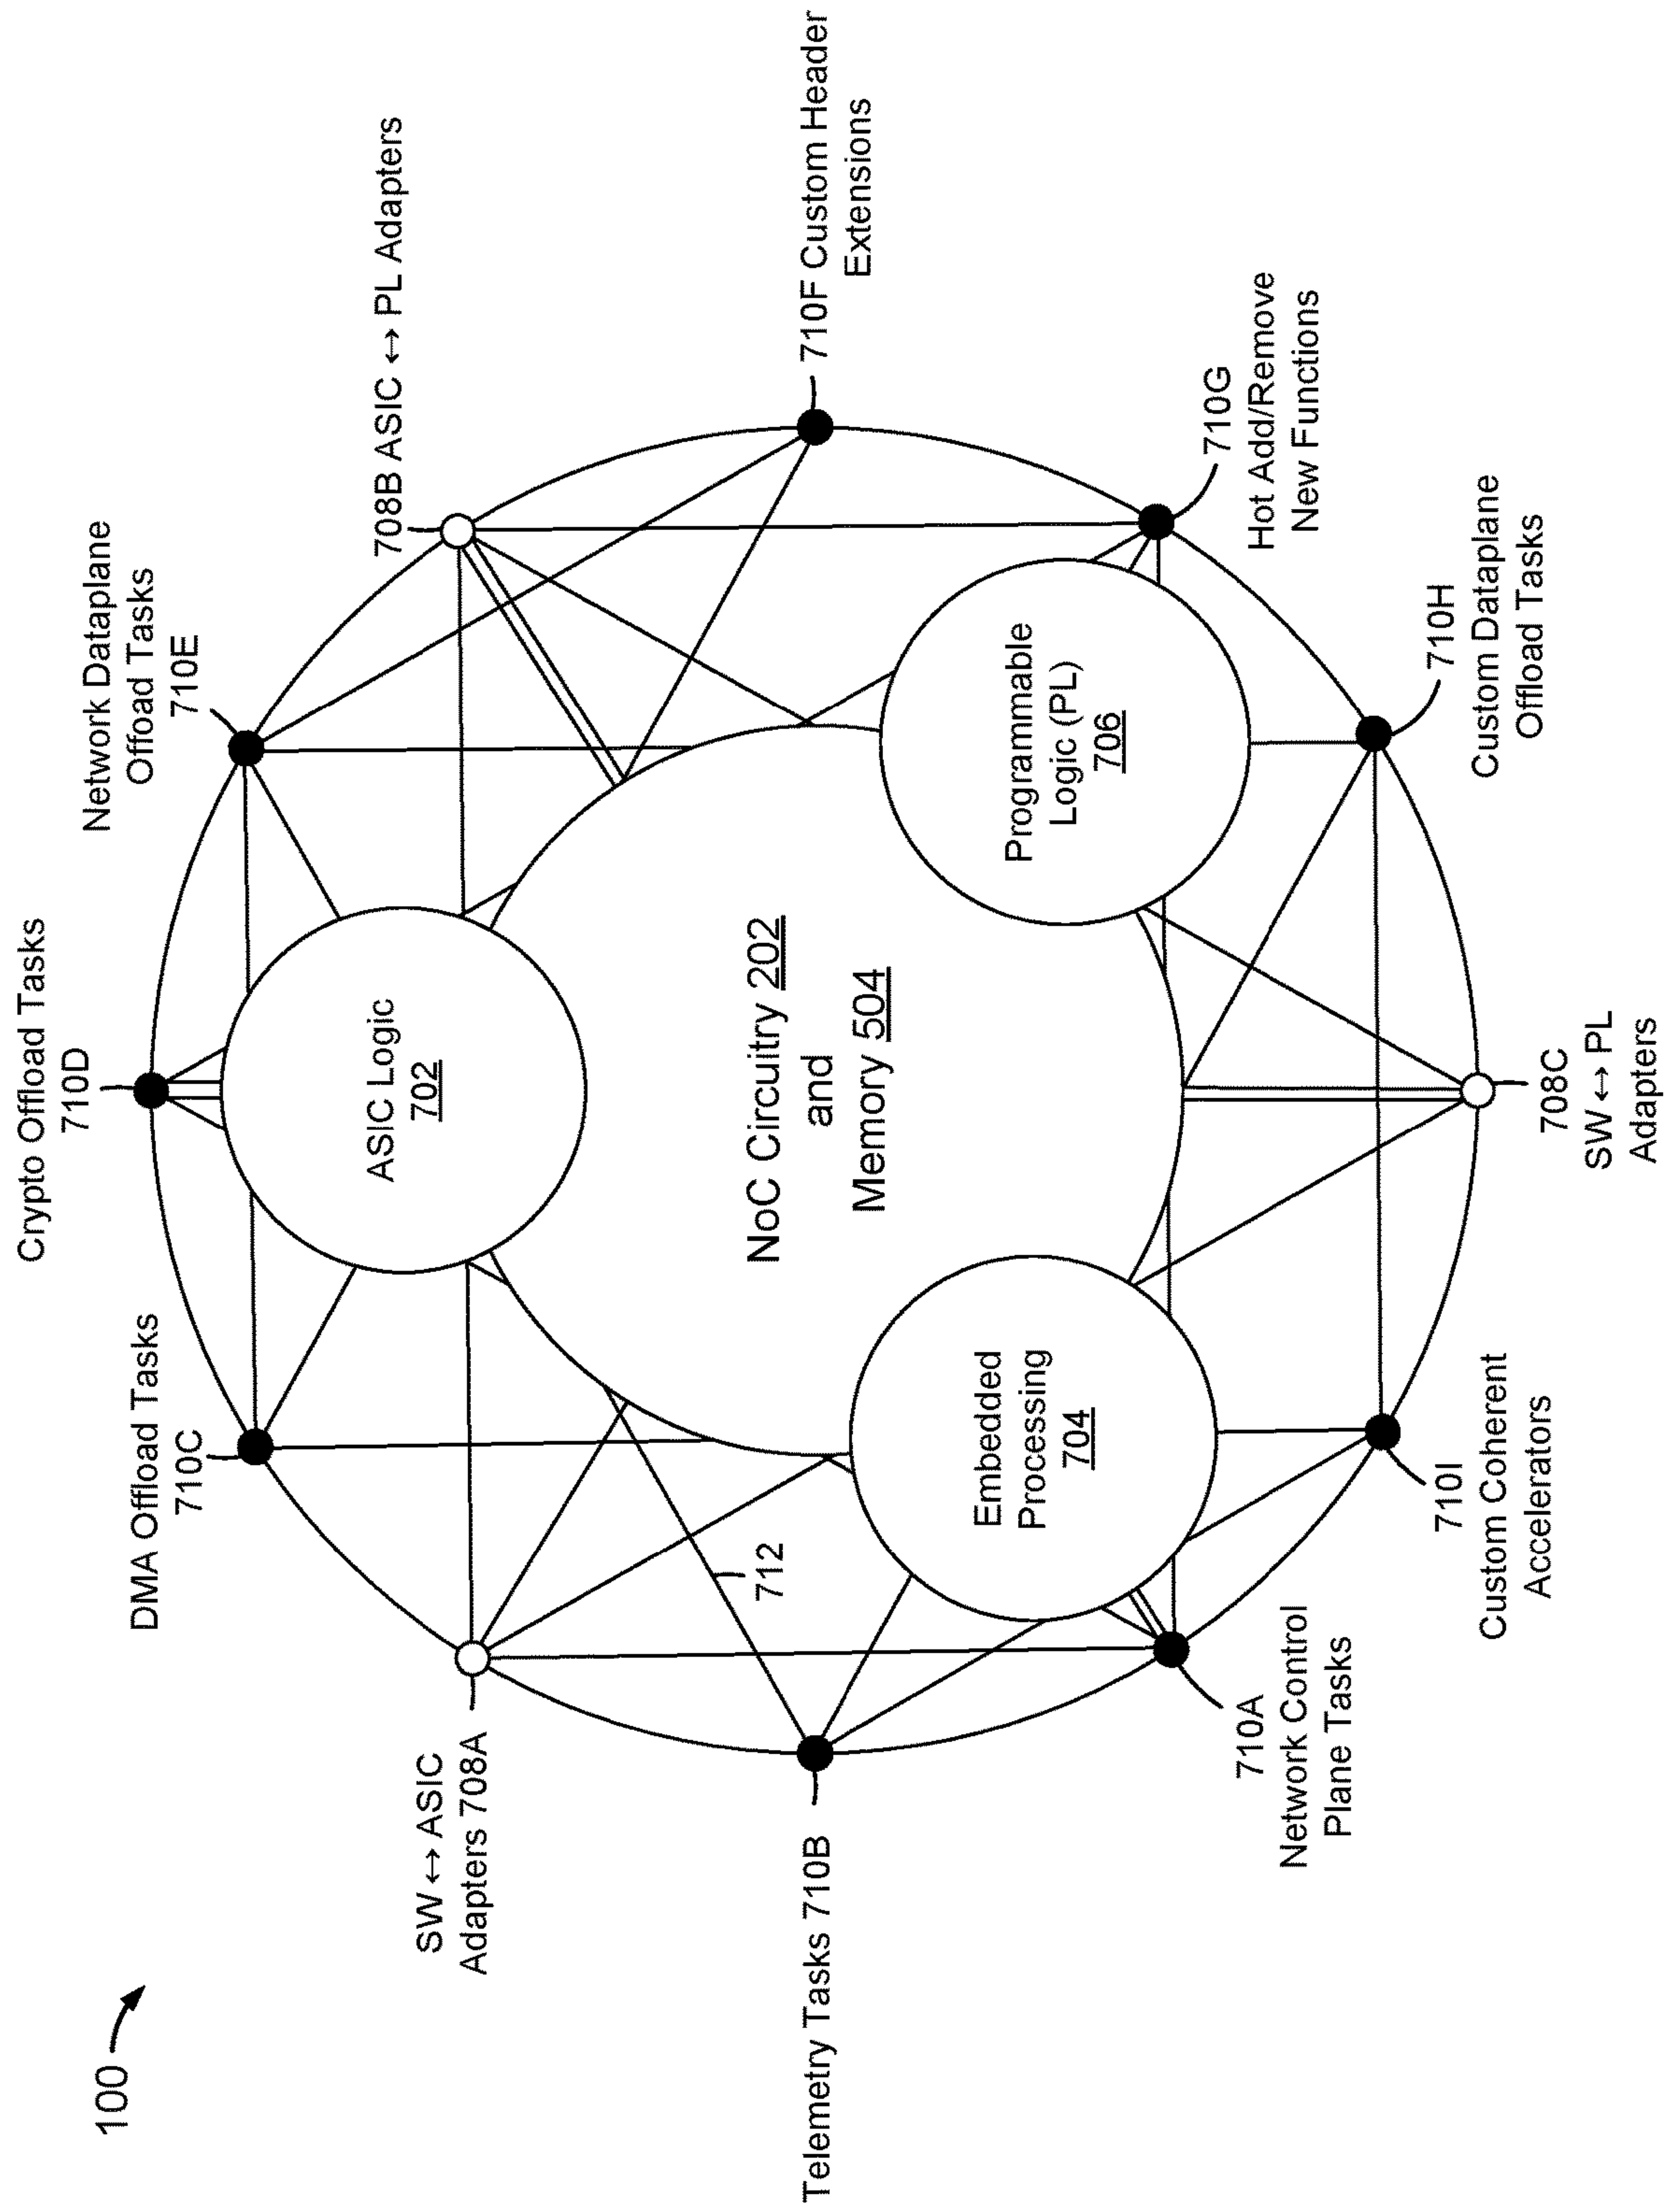 100
Crypto Offload Tasks
710D
DMA Offload Tasks
710C
Network Dataplane
Offoad Tasks
710E
SW ↔ ASIC
Adapters 708A
708B ASIC ↔ PL Adapters
ASIC Logic
702
NoC Circuitry 202
and
Memory 504
712
Telemetry Tasks 710B
710F Custom Header
Extensions
Embedded
Processing
704
Programmable
Logic (PL)
706
710A
Network Control
Plane Tasks
710G
Hot Add/Remove
New Functions
710I
Custom Coherent
Accelerators
710H
Custom Dataplane
Offload Tasks
708C
SW ↔ PL
Adapters